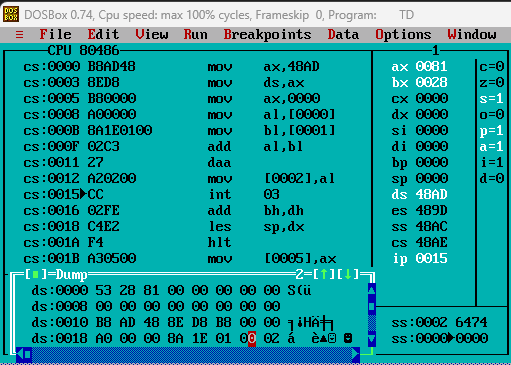 DOSBox 0.74, Cpu speed: max 100% cycles, Frameskip 0, Program: TD
≡ File Edit View Run Breakpoints Data Options Window
CPU 80486 1
cs:0000 B8AD48 mov ax,48AD ax 0081 c=0
cs:0003 8ED8 mov ds,ax bx 0028 z=0
cs:0005 B80000 mov ax,0000 cx 0000 s=1
cs:0008 A00000 mov al,[0000] dx 0000 o=0
cs:000B 8A1E0100 mov bl,[0001] si 0000 p=1
cs:000F 02C3 add al,bl di 0000 a=1
cs:0011 27 daa bp 0000 i=1
cs:0012 A20200 mov [0002],al sp 0000 d=0
cs:0015►CC int 03 ds 48AD
cs:0016 02FE add bh,dh es 489D
cs:0018 C4E2 les sp,dx ss 48AC
cs:001A F4 hlt cs 48AE
cs:001B A30500 mov [0005],ax ip 0015
[■]=Dump 2=[↑][↓]
ds:0000 53 28 81 00 00 00 00 00 S(ü
ds:0008 00 00 00 00 00 00 00 00
ds:0010 B8 AD 48 8E D8 B8 00 00 ╕¡HÄ╪╕
ds:0018 A0 00 00 8A 1E 01 00 02 á è▲☺ ☻
ss:0002 6474
ss:0000►0000